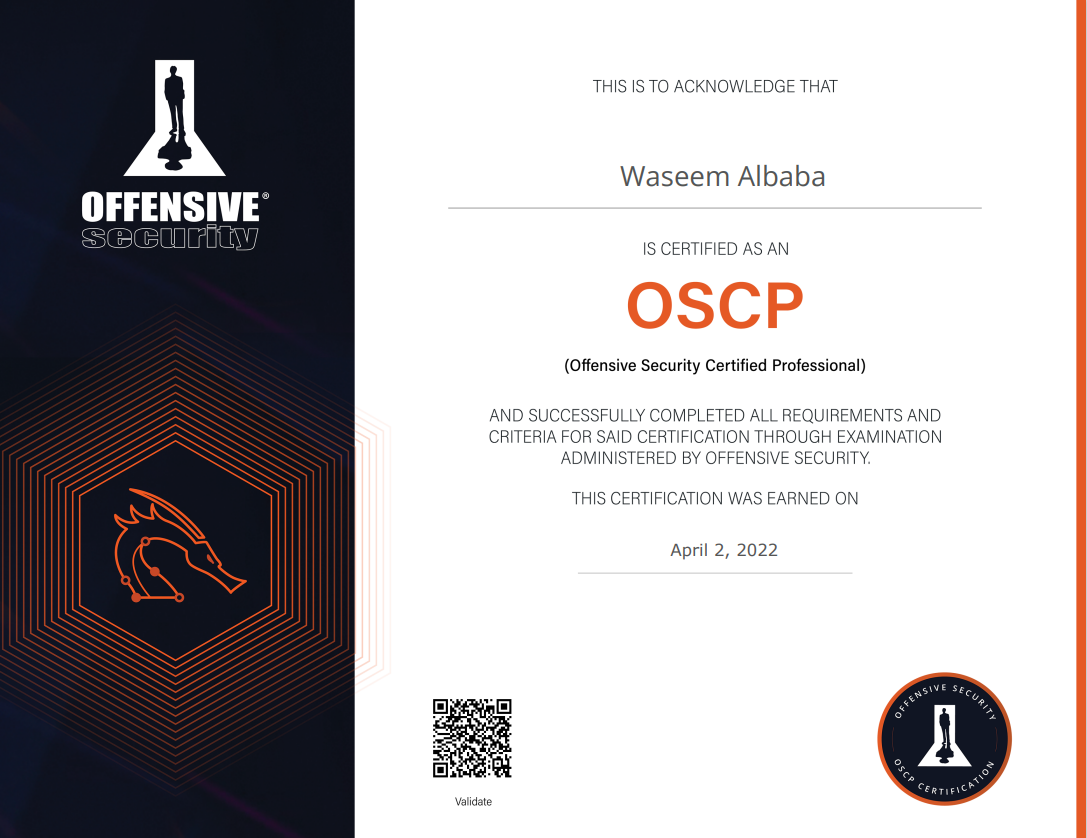 OFFENSIVE®
security
THIS IS TO ACKNOWLEDGE THAT
Waseem Albaba
IS CERTIFIED AS AN
OSCP
(Offensive Security Certified Professional)
AND SUCCESSFULLY COMPLETED ALL REQUIREMENTS AND
CRITERIA FOR SAID CERTIFICATION THROUGH EXAMINATION
ADMINISTERED BY OFFENSIVE SECURITY.
THIS CERTIFICATION WAS EARNED ON
April 2, 2022
Validate
OFFENSIVE SECURITY
OSCP CERTIFICATION